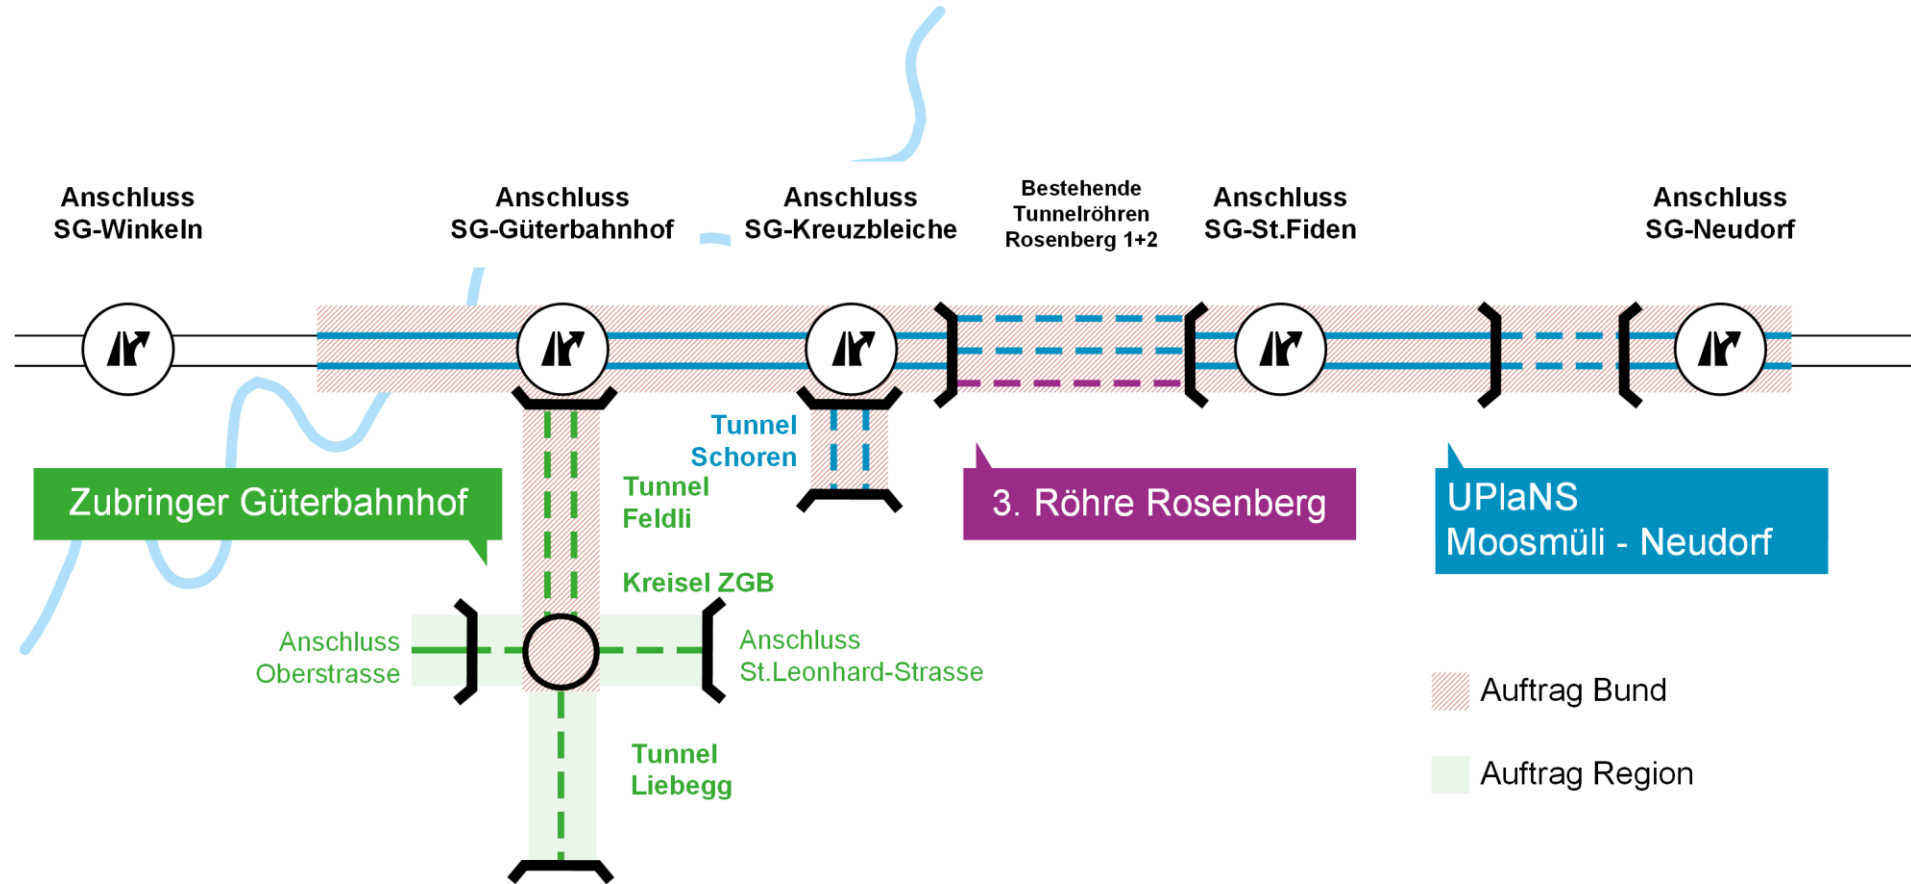 Anschluss
SG-Winkeln
Anschluss
SG-Güterbahnhof
Anschluss
SG-Kreuzbleiche
Bestehende
Tunnelröhren
Rosenberg 1+2
Anschluss
SG-St.Fiden
Anschluss
SG-Neudorf
Tunnel
Schoren
Zubringer Güterbahnhof
Tunnel
Feldli
3. Röhre Rosenberg
UPlaNS
Moosmüli - Neudorf
Kreisel ZGB
Anschluss
Oberstrasse
Anschluss
St.Leonhard-Strasse
Auftrag Bund
Tunnel
Liebegg
Auftrag Region